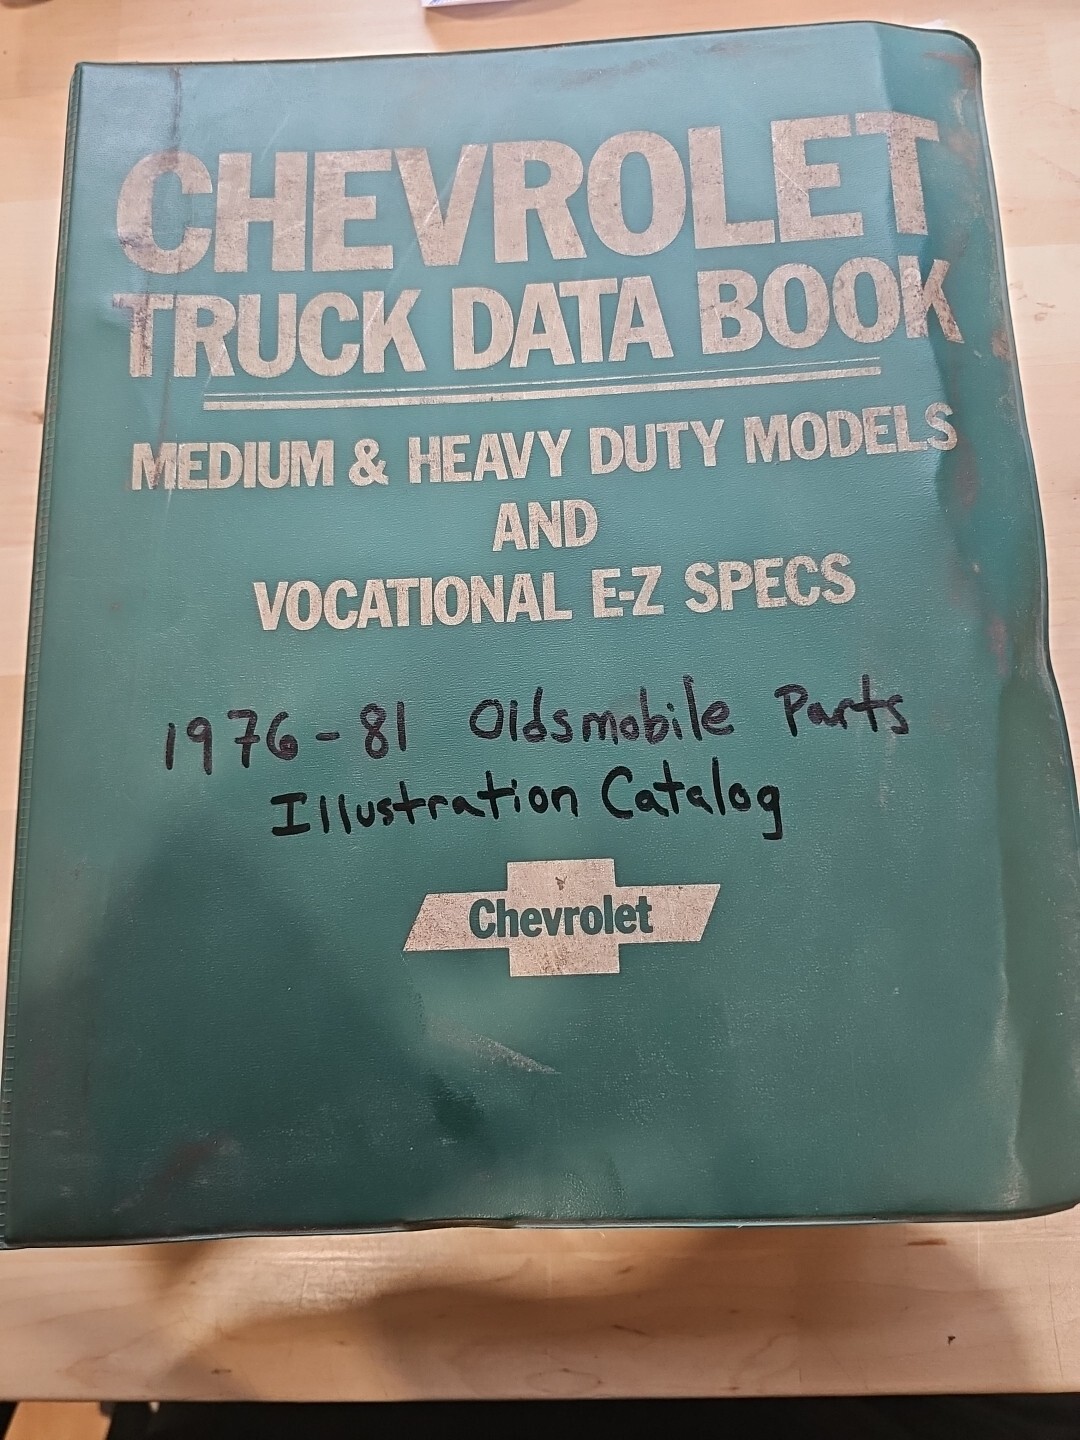 CHEVROLET
TRUCK DATA BOOK
MEDIUM & HEAVY DUTY MODELS
AND
VOCATIONAL E-Z SPECS
1976-81 Oldsmobile Parts
Illustration Catalog
Chevrolet